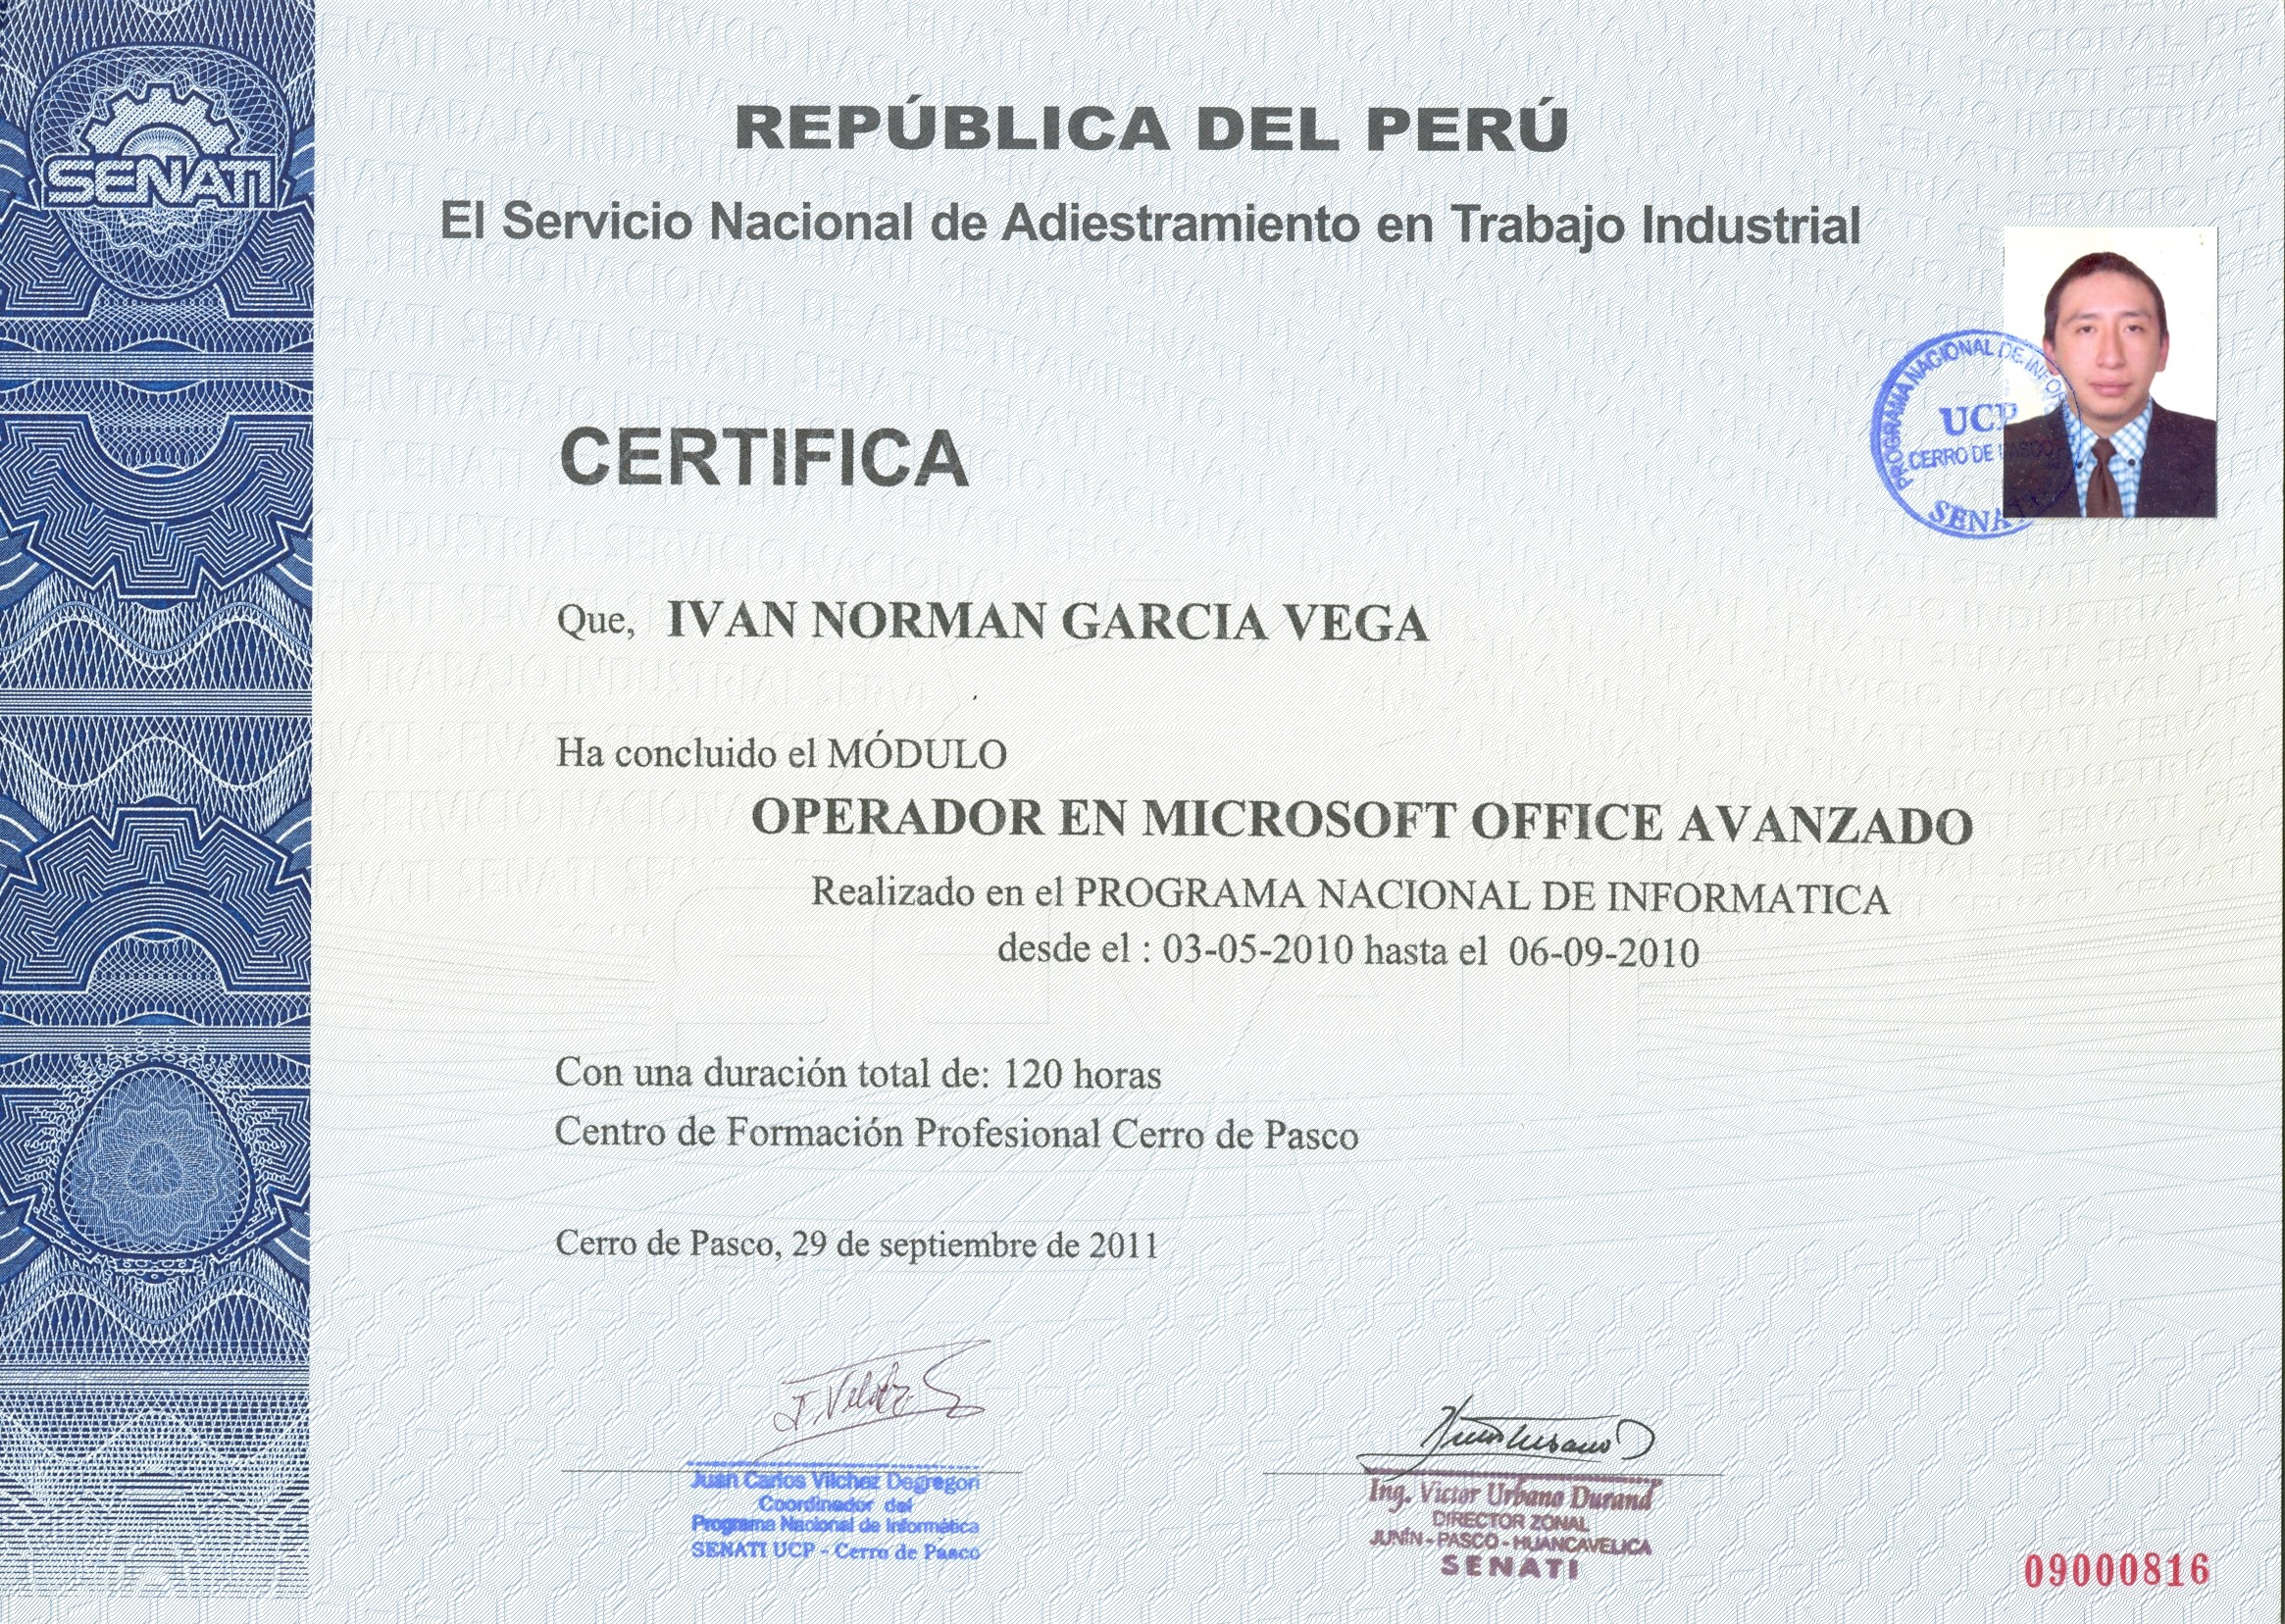 SENATI
REPÚBLICA DEL PERÚ
El Servicio Nacional de Adiestramiento en Trabajo Industrial
PROGRAMA NACIONAL DE INFOR
UCP
CERRO DE PASCO
SENATI
CERTIFICA
Que, IVAN NORMAN GARCIA VEGA
Ha concluido el MÓDULO
OPERADOR EN MICROSOFT OFFICE AVANZADO
Realizado en el PROGRAMA NACIONAL DE INFORMATICA
desde el : 03-05-2010 hasta el 06-09-2010
Con una duración total de: 120 horas
Centro de Formación Profesional Cerro de Pasco
Cerro de Pasco, 29 de septiembre de 2011
Juan Carlos Vilchez Degregori
Coordinador del
Programa Nacional de Informática
SENATI UCP - Cerro de Pasco
Ing. Victor Urbano Durand
DIRECTOR ZONAL
JUNÍN - PASCO - HUANCAVELICA
SENATI
09000816